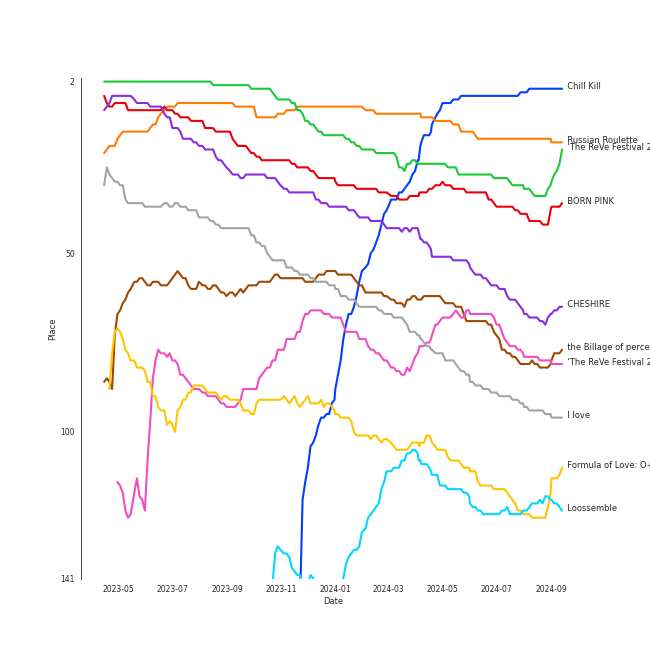 2
Chill Kill
Russian Roulette
'The ReVe Festival 2
BORN PINK
50
CHESHIRE
Place
the Billage of perce
'The ReVe Festival 2
I love
100
Formula of Love: O+
Loossemble
141
2023-05 2023-07 2023-09 2023-11 2024-01 2024-03 2024-05 2024-07 2024-09
Date